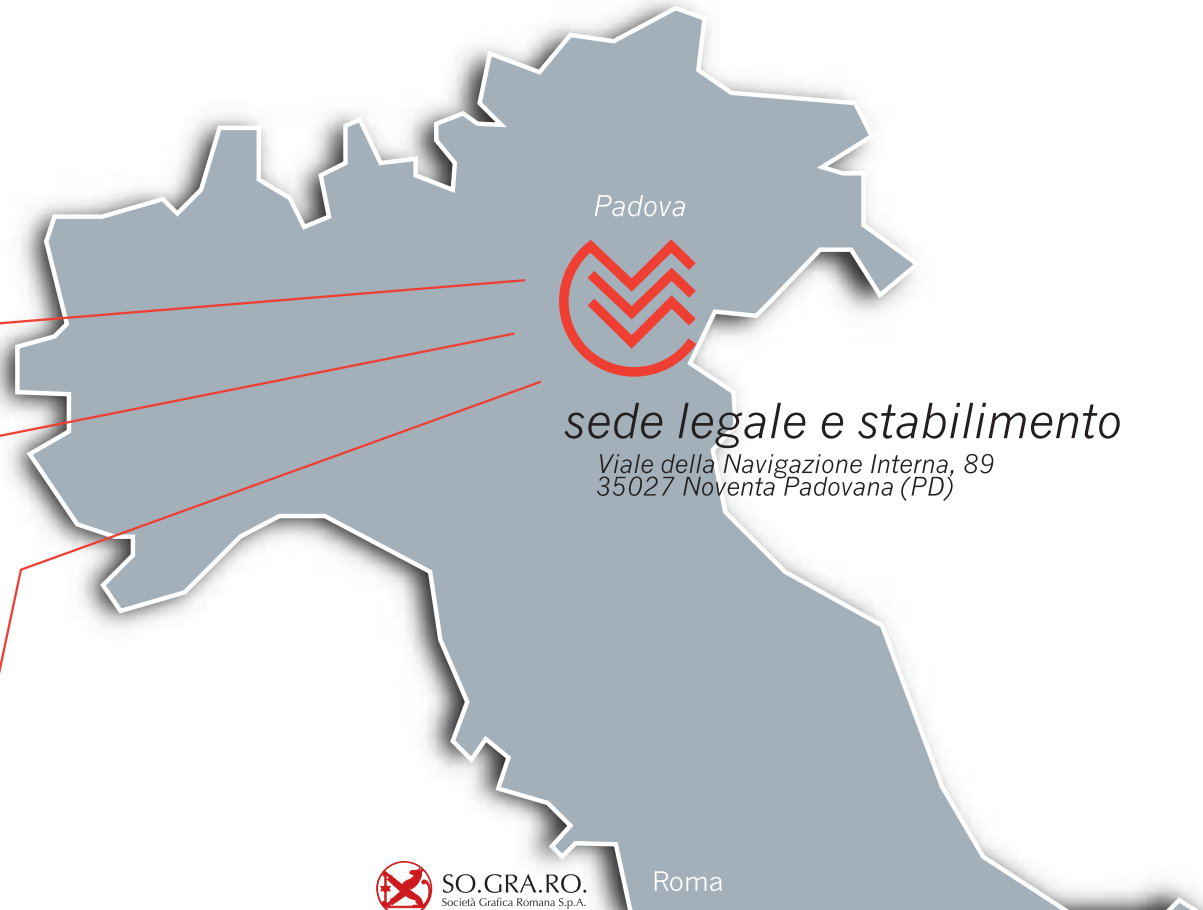 Padova
sede legale e stabilimento
Viale della Navigazione Interna, 89
35027 Noventa Padovana (PD)
SO.GRA.RO.
Società Grafica Romana S.p.A.
Roma